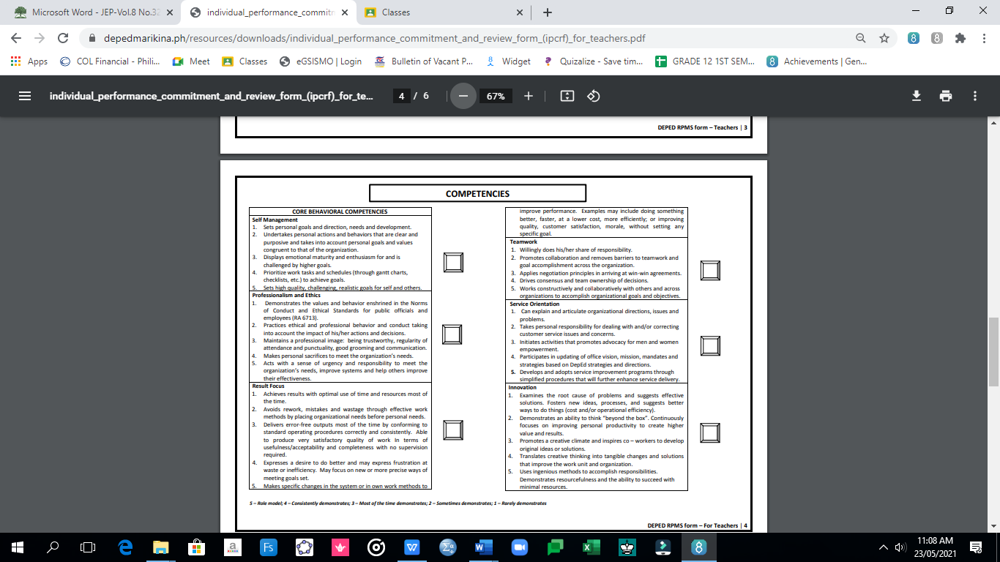 Microsoft Word - JEP-Vol.8 No.32
individual_performance_commitm
Classes
depedmarikina.ph/resources/downloads/individual_performance_commitment_and_review_form_(ipcrf)_for_teachers.pdf
Apps
COL Financial - Phili...
Meet
Classes
eGSISMO | Login
Bulletin of Vacant P...
Widget
Quizalize - Save tim...
GRADE 12 1ST SEM...
Achievements | Gen...
individual_performance_commitment_and_review_form_(ipcrf)_for_te...
4 / 6
67%
DEPED RPMS form – Teachers | 3
COMPETENCIES
CORE BEHAVIORAL COMPETENCIES
Self Management
1. Sets personal goals and direction, needs and development.
2. Undertakes personal actions and behaviors that are clear and
purposive and takes into account personal goals and values
congruent to that of the organization.
3. Displays emotional maturity and enthusiasm for and is
challenged by higher goals.
4. Prioritize work tasks and schedules (through gantt charts,
checklists, etc.) to achieve goals.
5. Sets high quality, challenging, realistic goals for self and others.
Professionalism and Ethics
1. Demonstrates the values and behavior enshrined in the Norms
of Conduct and Ethical Standards for public officials and
employees (RA 6713).
2. Practices ethical and professional behavior and conduct taking
into account the impact of his/her actions and decisions.
3. Maintains a professional image: being trustworthy, regularity of
attendance and punctuality, good grooming and communication.
4. Makes personal sacrifices to meet the organization's needs.
5. Acts with a sense of urgency and responsibility to meet the
organization's needs, improve systems and help others improve
their effectiveness.
Result Focus
1. Achieves results with optimal use of time and resources most of
the time.
2. Avoids rework, mistakes and wastage through effective work
methods by placing organizational needs before personal needs.
3. Delivers error-free outputs most of the time by conforming to
standard operating procedures correctly and consistently. Able
to produce very satisfactory quality of work In terms of
usefulness/acceptability and completeness with no supervision
required.
4. Expresses a desire to do better and may express frustration at
waste or inefficiency. May focus on new or more precise ways of
meeting goals set.
5. Makes specific changes in the system or in own work methods to
improve performance. Examples may include doing something
better, faster, at a lower cost, more efficiently; or improving
quality, customer satisfaction, morale, without setting any
specific goal.
Teamwork
1. Willingly does his/her share of responsibility.
2. Promotes collaboration and removes barriers to teamwork and
goal accomplishment across the organization.
3. Applies negotiation principles in arriving at win-win agreements.
4. Drives consensus and team ownership of decisions.
5. Works constructively and collaboratively with others and across
organizations to accomplish organizational goals and objectives.
Service Orientation
1. Can explain and articulate organizational directions, issues and
problems.
2. Takes personal responsibility for dealing with and/or correcting
customer service issues and concerns.
3. Initiates activities that promotes advocacy for men and women
empowerment.
4. Participates in updating of office vision, mission, mandates and
strategies based on DepEd strategies and directions.
5. Develops and adopts service improvement programs through
simplified procedures that will further enhance service delivery.
Innovation
1. Examines the root cause of problems and suggests effective
solutions. Fosters new ideas, processes, and suggests better
ways to do things (cost and/or operational efficiency).
2. Demonstrates an ability to think "beyond the box". Continuously
focuses on improving personal productivity to create higher
value and results.
3. Promotes a creative climate and inspires co – workers to develop
original ideas or solutions.
4. Translates creative thinking into tangible changes and solutions
that improve the work unit and organization.
5. Uses ingenious methods to accomplish responsibilities.
Demonstrates resourcefulness and the ability to succeed with
minimal resources.
5 – Role model; 4 – Consistently demonstrates; 3 – Most of the time demonstrates; 2 – Sometimes demonstrates; 1 – Rarely demonstrates
DEPED RPMS form – For Teachers | 4
11:08 AM
23/05/2021